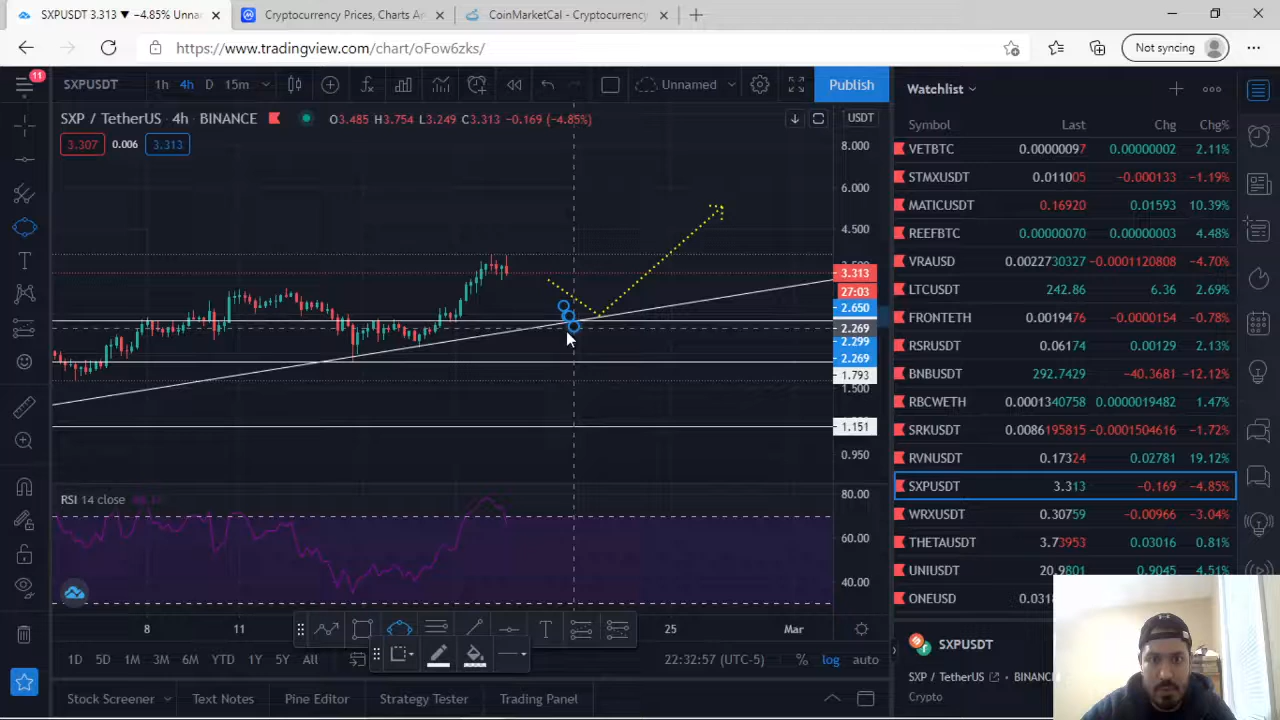 SXPUSDT 3.313 ▼ −4.85% Unna
Cryptocurrency Prices, Charts A
CoinMarketCal - Cryptocurrency
https://www.tradingview.com/chart/oFow6zks/
Not syncing
11
SXPUSDT 1h 4h D 15m
Unnamed
Publish
SXP / TetherUS · 4h · BINANCE
O3.485 H3.754 L3.249 C3.313 −0.169 (−4.85%)
USDT
3.307 0.006 3.313
8.000
6.000
4.500
3.313
27:03
2.650
2.269
2.299
2.269
1.793
1.500
1.151
0.950
RSI 14 close
80.00
60.00
40.00
8 11 25 Mar
1D 5D 1M 3M 6M YTD 1Y 5Y All
22:32:57 (UTC-5) % log auto
Stock Screener Text Notes Pine Editor Strategy Tester Trading Panel
Watchlist
Symbol Last Chg Chg%
VETBTC 0.00000097 0.00000002 2.11%
STMXUSDT 0.011005 −0.000133 −1.19%
MATICUSDT 0.16920 0.01593 10.39%
REEFBTC 0.00000070 0.00000003 4.48%
VRAUSD 0.0022730327 −0.0001120808 −4.70%
LTCUSDT 242.86 6.36 2.69%
FRONTETH 0.0019476 −0.0000154 −0.78%
RSRUSDT 0.06174 0.00129 2.13%
BNBUSDT 292.7429 −40.3681 −12.12%
RBCWETH 0.0001340758 0.0000019482 1.47%
SRKUSDT 0.0086195815 −0.0001504616 −1.72%
RVNUSDT 0.17324 0.02781 19.12%
SXPUSDT 3.313 −0.169 −4.85%
WRXUSDT 0.30759 −0.00966 −3.04%
THETAUSDT 3.73953 0.03016 0.81%
UNIUSDT 20.9801 0.9045 4.51%
ONEUSD 0.031
SXPUSDT
SXP / TetherUS BINAN
Crypto